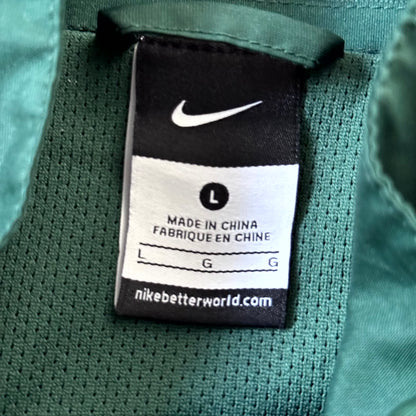 L
MADE IN CHINA
FABRIQUE EN CHINE
L G G
nikebetterworld.com